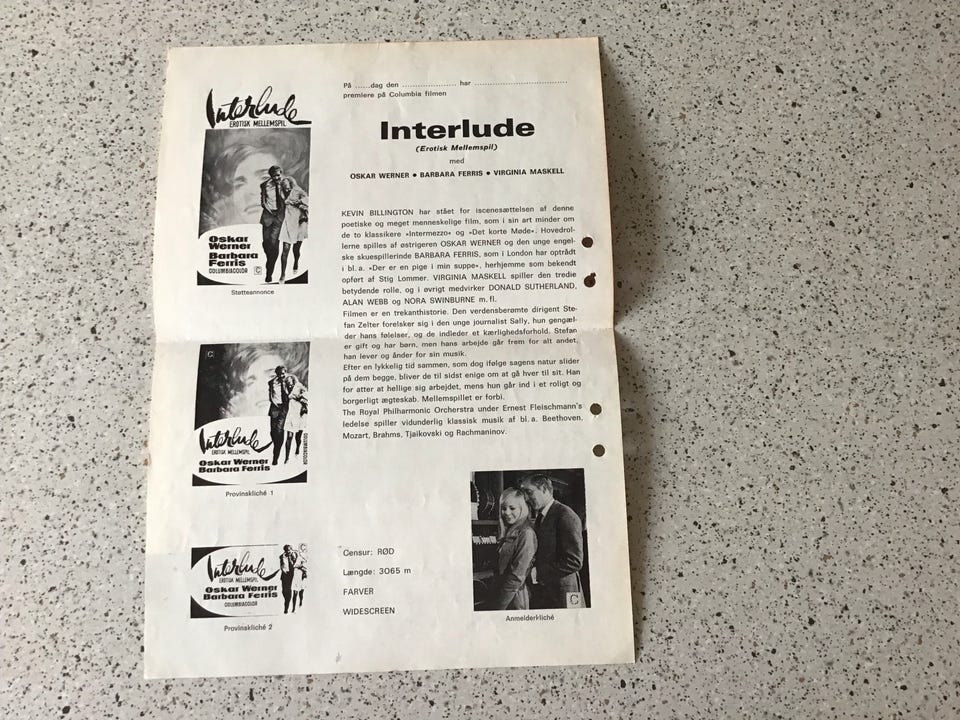 På ......dag den ..................... har ...................................
premiere på Columbia filmen
Interlude
(Erotisk Mellemspil)
med
OSKAR WERNER ● BARBARA FERRIS ● VIRGINIA MASKELL
KEVIN BILLINGTON har stået for iscenesættelsen af denne
poetiske og meget menneskelige film, som i sin art minder om
de to klassikere »Intermezzo« og »Det korte Møde«. Hovedrol-
lerne spilles af østrigeren OSKAR WERNER og den unge engel-
ske skuespillerinde BARBARA FERRIS, som i London har optrådt
i bl. a. »Der er en pige i min suppe«, herhjemme som bekendt
opført af Stig Lommer. VIRGINIA MASKELL spiller den tredie
betydende rolle, og i øvrigt medvirker DONALD SUTHERLAND,
ALAN WEBB og NORA SWINBURNE m. fl.
Filmen er en trekanthistorie. Den verdensberømte dirigent Ste-
fan Zelter forelsker sig i den unge journalist Sally, hun gengæl-
der hans følelser, og de indleder et kærlighedsforhold. Stefan
er gift og har børn, men hans arbejde går frem for alt andet,
han lever og ånder for sin musik.
Efter en lykkelig tid sammen, som dog ifølge sagens natur slider
på dem begge, bliver de til sidst enige om at gå hver til sit. Han
for atter at hellige sig arbejdet, mens hun går ind i et roligt og
borgerligt ægteskab. Mellemspillet er forbi.
The Royal Philharmonic Orcherstra under Ernest Fleischmann's
ledelse spiller vidunderlig klassisk musik af bl. a. Beethoven,
Mozart, Brahms, Tjaikovski og Rachmaninov.
Interlude
EROTISK MELLEMSPIL
Oskar
Werner
Barbara
Ferris
COLUMBIACOLOR C
Støtteannonce
C
Interlude
EROTISK MELLEMSPIL
Oskar Werner
Barbara Ferris
COLUMBIACOLOR
Provinskliché 1
C
Interlude
EROTISK MELLEMSPIL
Oskar Werner
Barbara Ferris
COLUMBIACOLOR
Provinskliché 2
Censur: RØD
Længde: 3065 m
FARVER
WIDESCREEN
C
Anmelderkliché